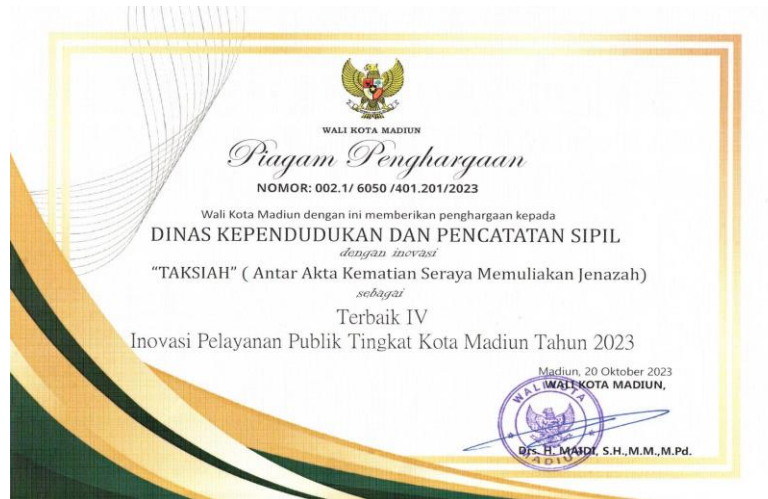 WALI KOTA MADIUN
Piagam Penghargaan
NOMOR: 002.1/ 6050 /401.201/2023
Wali Kota Madiun dengan ini memberikan penghargaan kepada
DINAS KEPENDUDUKAN DAN PENCATATAN SIPIL
dengan inovasi
“TAKSIAH” ( Antar Akta Kematian Seraya Memuliakan Jenazah)
sebagai
Terbaik IV
Inovasi Pelayanan Publik Tingkat Kota Madiun Tahun 2023
Madiun, 20 Oktober 2023
WALI KOTA MADIUN,
WALIKOTA
MADIUN
Drs. H. MAIDI, S.H.,M.M.,M.Pd.